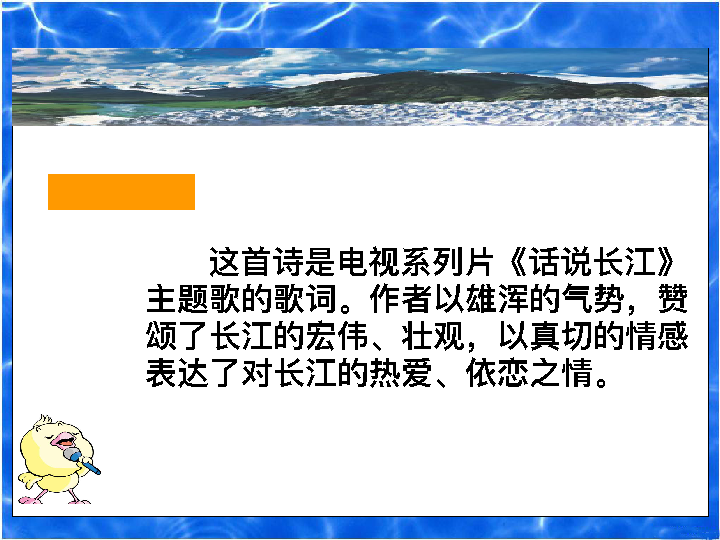 这首诗是电视系列片《话说长江》
主题歌的歌词。作者以雄浑的气势，赞
颂了长江的宏伟、壮观，以真切的情感
表达了对长江的热爱、依恋之情。